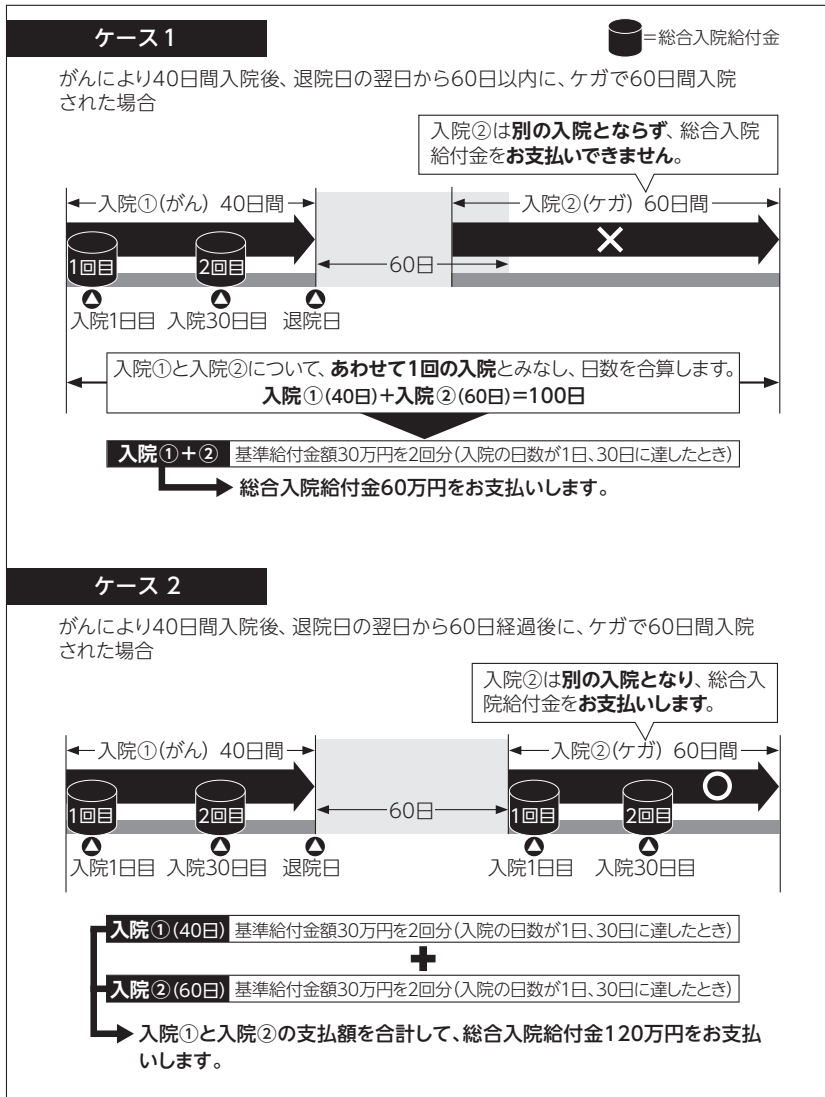 ケース1
=総合入院給付金
がんにより40日間入院後、退院日の翌日から60日以内に、ケガで60日間入院
された場合
入院②は別の入院とならず、総合入院
給付金をお支払いできません。
入院①(がん) 40日間
入院②(ケガ) 60日間
1回目
2回目
60日
入院1日目 入院30日目 退院日
入院①と入院②について、あわせて1回の入院とみなし、日数を合算します。
入院①(40日)+入院②(60日)=100日
入院①+② 基準給付金額30万円を2回分(入院の日数が1日、30日に達したとき)
総合入院給付金60万円をお支払いします。
ケース2
がんにより40日間入院後、退院日の翌日から60日経過後に、ケガで60日間入院
された場合
入院②は別の入院となり、総合入
院給付金をお支払いします。
入院①(がん) 40日間
入院②(ケガ) 60日間
1回目
2回目
60日
1回目
2回目
入院1日目 入院30日目 退院日 入院1日目 入院30日目
入院①(40日) 基準給付金額30万円を2回分(入院の日数が1日、30日に達したとき)
+
入院②(60日) 基準給付金額30万円を2回分(入院の日数が1日、30日に達したとき)
入院①と入院②の支払額を合計して、総合入院給付金120万円をお支払
いします。